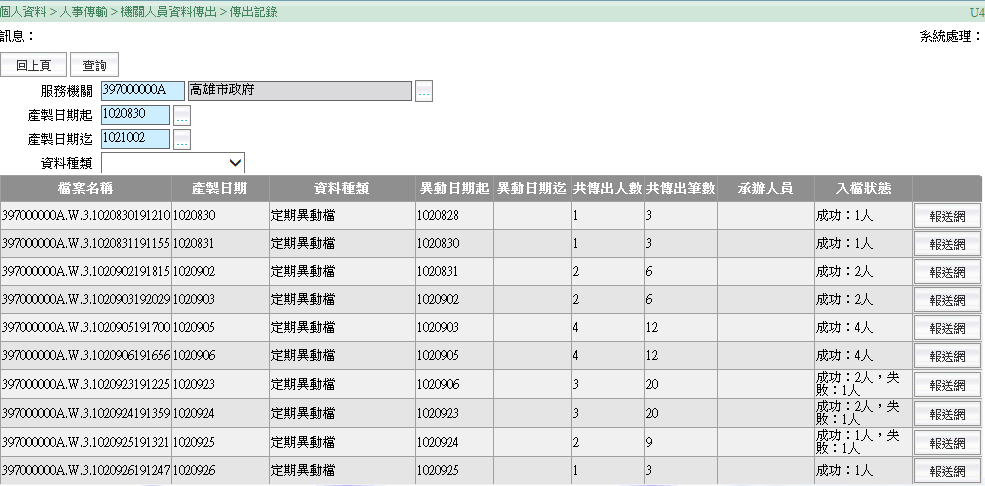 個人資料 > 人事傳輸 > 機關人員資料傳出 > 傳出記錄 U4
訊息： 系統處理：
回上頁 查詢
服務機關 397000000A 高雄市政府 ...
產製日期起 1020830 ...
產製日期迄 1021002 ...
資料種類
檔案名稱 產製日期 資料種類 異動日期起 異動日期迄 共傳出人數 共傳出筆數 承辦人員 入檔狀態
397000000A.W.3.1020830191210 1020830 定期異動檔 1020828 1 3 成功：1人 報送網
397000000A.W.3.1020831191155 1020831 定期異動檔 1020830 1 3 成功：1人 報送網
397000000A.W.3.1020902191815 1020902 定期異動檔 1020831 2 6 成功：2人 報送網
397000000A.W.3.1020903192029 1020903 定期異動檔 1020902 2 6 成功：2人 報送網
397000000A.W.3.1020905191700 1020905 定期異動檔 1020903 4 12 成功：4人 報送網
397000000A.W.3.1020906191656 1020906 定期異動檔 1020905 4 12 成功：4人 報送網
397000000A.W.3.1020923191225 1020923 定期異動檔 1020906 3 20 成功：2人，失敗：1人 報送網
397000000A.W.3.1020924191359 1020924 定期異動檔 1020923 3 20 成功：2人，失敗：1人 報送網
397000000A.W.3.1020925191321 1020925 定期異動檔 1020924 2 9 成功：1人，失敗：1人 報送網
397000000A.W.3.1020926191247 1020926 定期異動檔 1020925 1 3 成功：1人 報送網